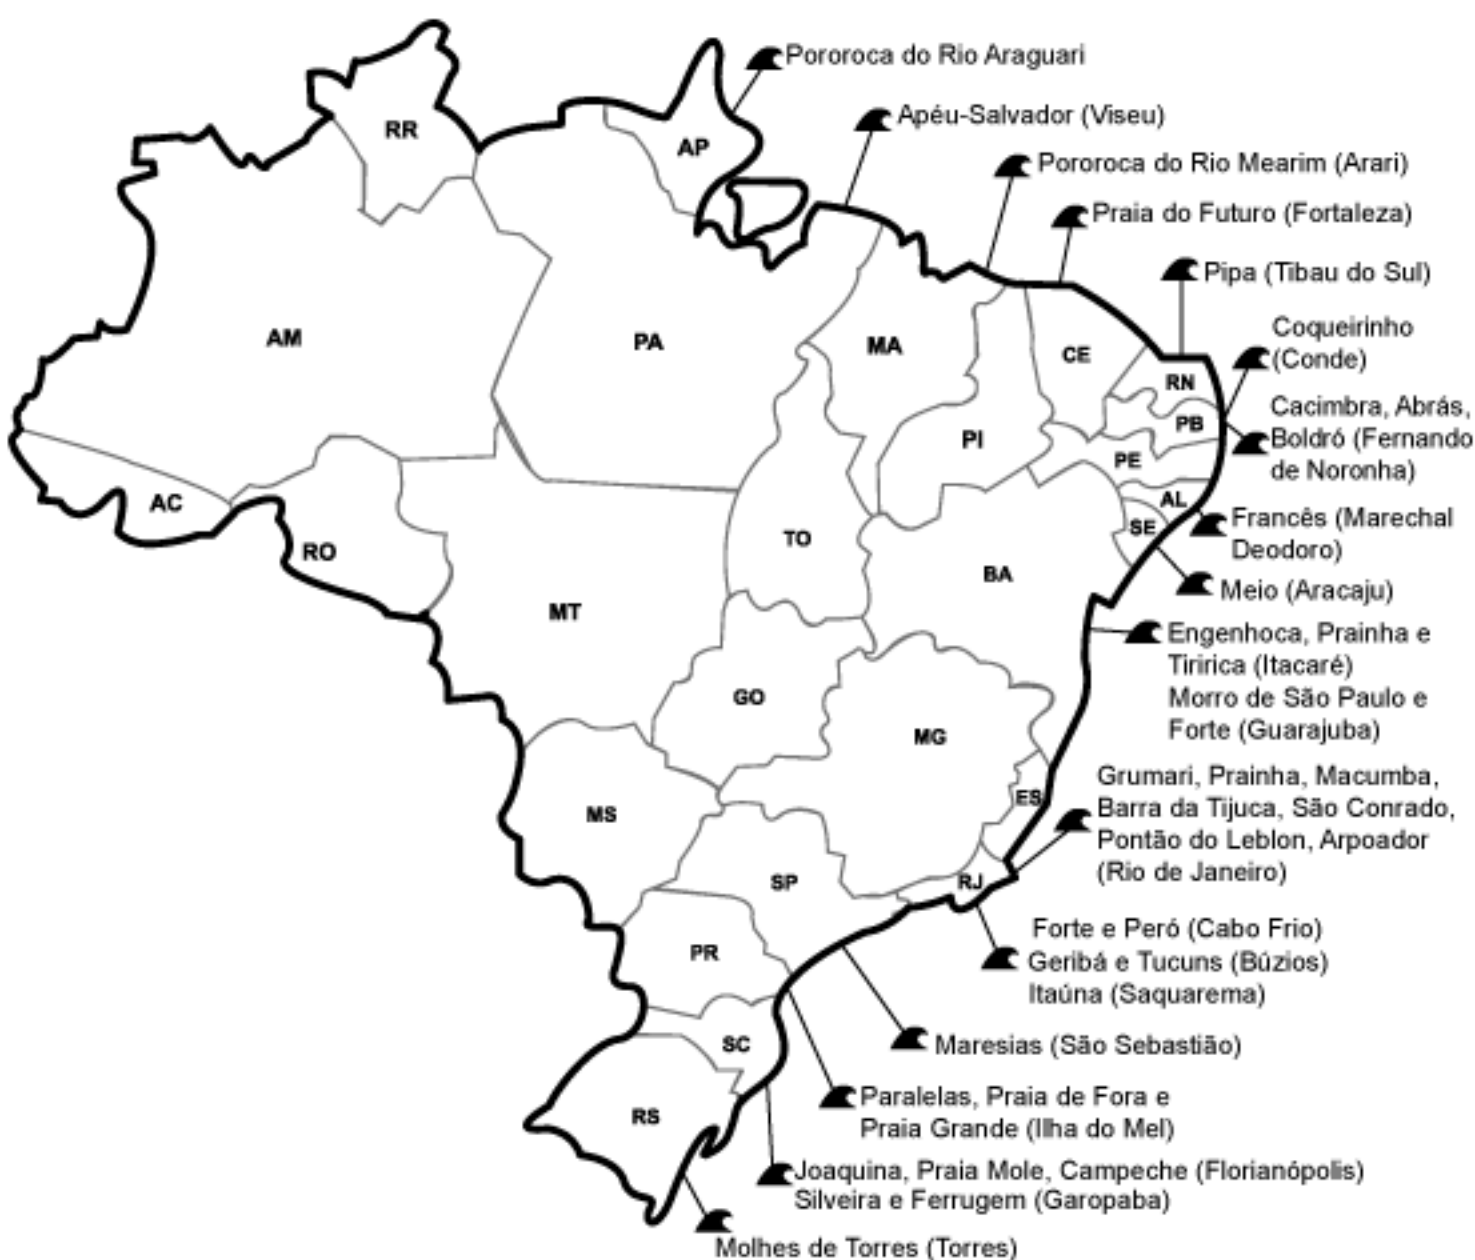 Pororoca do Rio Araguari
Apéu-Salvador (Viseu)
RR
AP
Pororoca do Rio Mearim (Arari)
Praia do Futuro (Fortaleza)
Pipa (Tibau do Sul)
AM
PA
MA
CE
Coqueirinho
(Conde)
RN
Cacimbra, Abrás,
Boldró (Fernando
de Noronha)
PB
PI
PE
AC
AL
SE
Francês (Marechal
Deodoro)
RO
TO
BA
Meio (Aracaju)
MT
Engenhoca, Prainha e
Tiririca (Itacaré)
Morro de São Paulo e
Forte (Guarajuba)
GO
MG
Grumari, Prainha, Macumba,
Barra da Tijuca, São Conrado,
Pontão do Leblon, Arpoador
(Rio de Janeiro)
ES
MS
SP
RJ
Forte e Peró (Cabo Frio)
Geribá e Tucuns (Búzios)
Itaúna (Saquarema)
PR
SC
Maresias (São Sebastião)
Paralelas, Praia de Fora e
Praia Grande (Ilha do Mel)
RS
Joaquina, Praia Mole, Campeche (Florianópolis)
Silveira e Ferrugem (Garopaba)
Molhes de Torres (Torres)